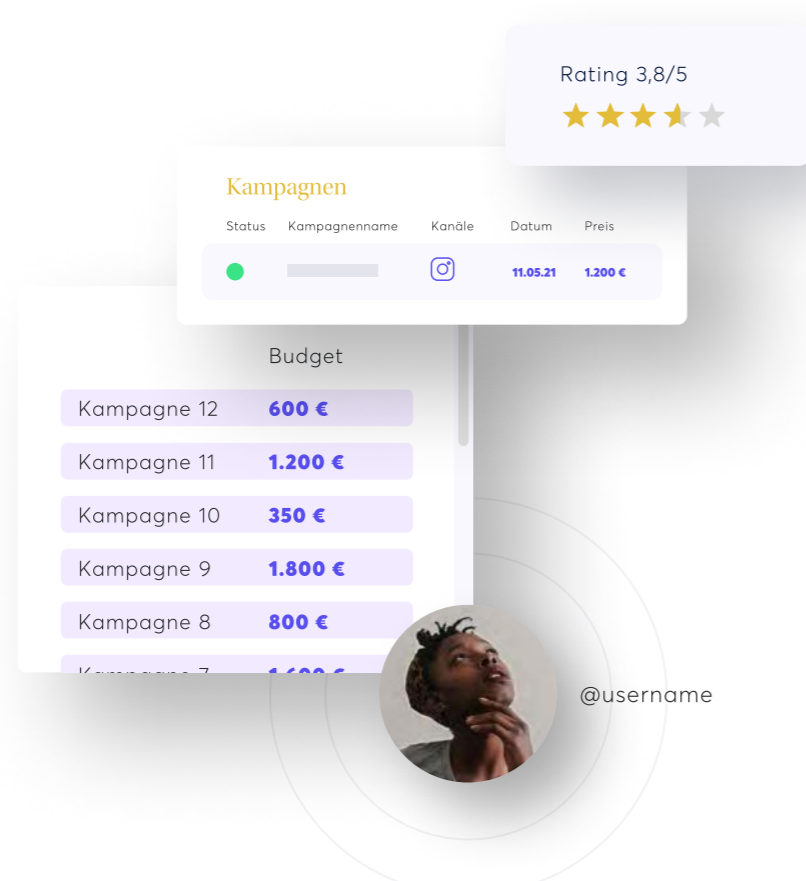 Rating 3,8/5
Kampagnen
Status Kampagnenname Kanäle Datum Preis
11.05.21 1.200 €
Budget
Kampagne 12 600 €
Kampagne 11 1.200 €
Kampagne 10 350 €
Kampagne 9 1.800 €
Kampagne 8 800 €
@username